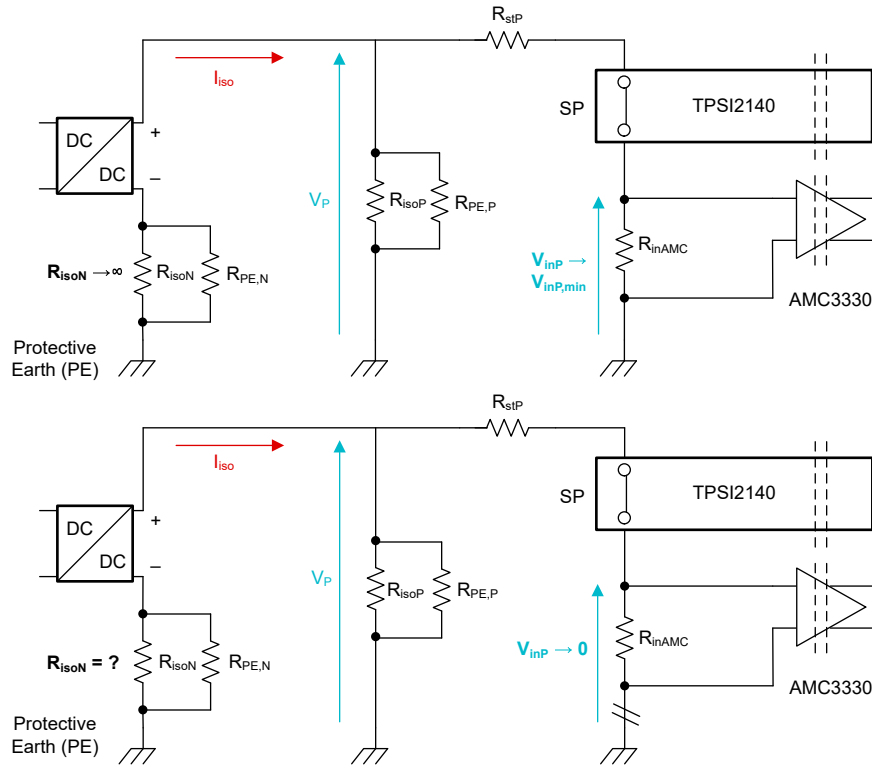 RstP
Iiso
SP
TPSI2140
DC
DC
+
–
VP
RisoP
RPE,P
RisoN →∞
RisoN
RPE,N
VinP →
VinP,min
RinAMC
AMC3330
Protective
Earth (PE)
RstP
Iiso
SP
TPSI2140
DC
DC
+
–
VP
RisoP
RPE,P
RisoN = ?
RisoN
RPE,N
VinP → 0
RinAMC
AMC3330
Protective
Earth (PE)